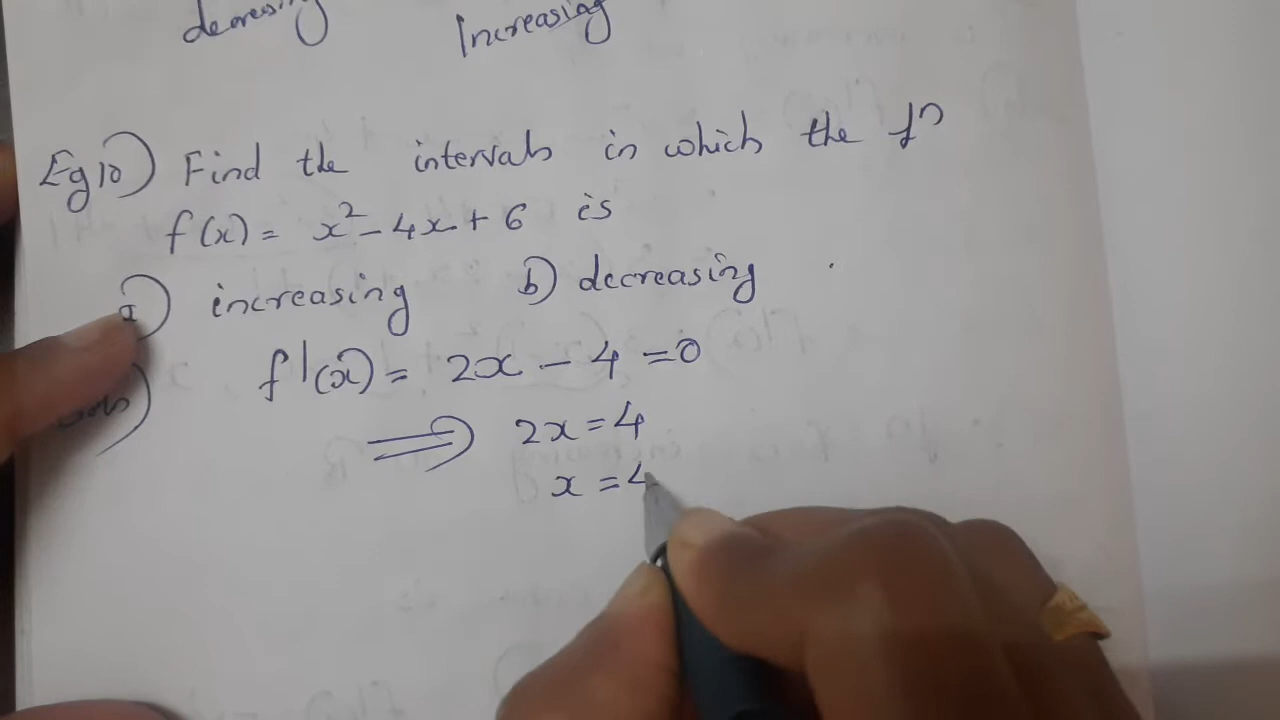 decreasing Increasing
Eg 10) Find the intervals in which the fn
f(x) = x² - 4x + 6 is
a) increasing b) decreasing
f'(x) = 2x - 4 = 0
⟹ 2x = 4
x = 4